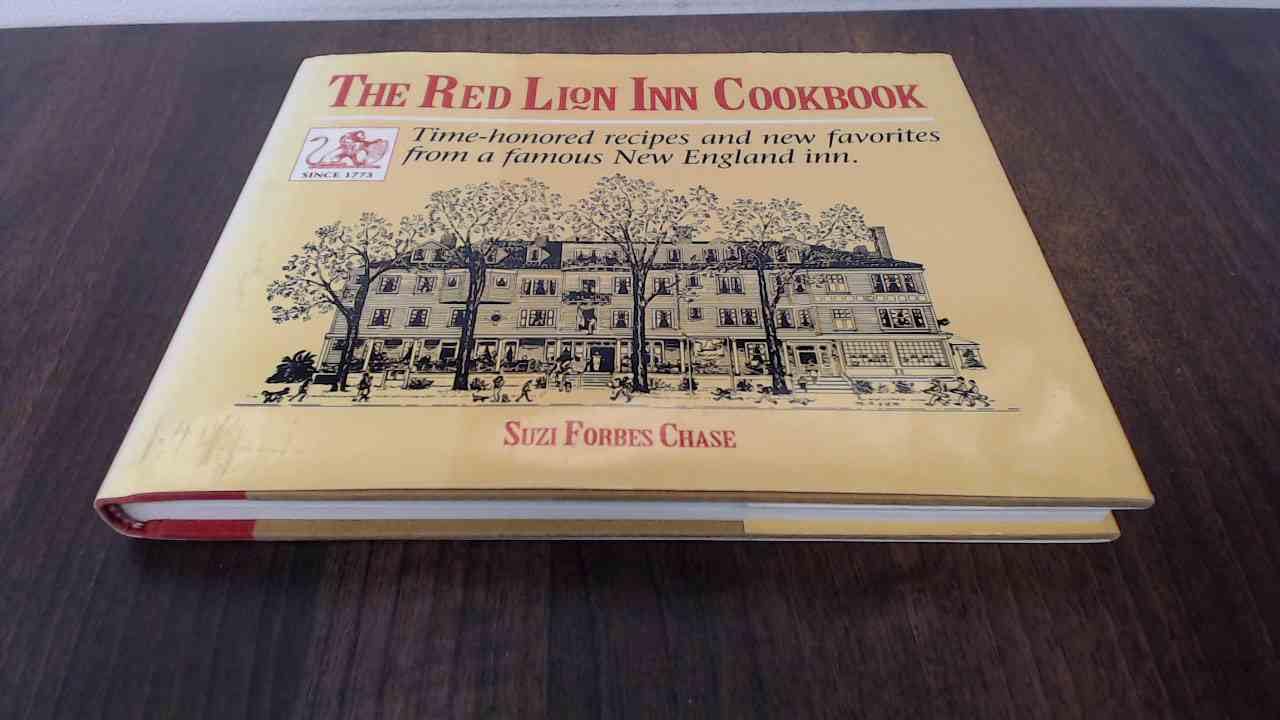 The Red Lion Inn Cookbook
Time-honored recipes and new favorites
from a famous New England inn.
SINCE 1773
Suzi Forbes Chase